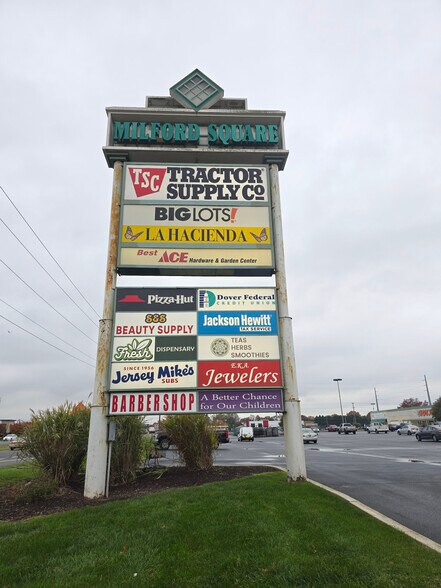 MILFORD SQUARE
TSC TRACTOR
SUPPLY CO
BIG LOTS!
LA HACIENDA
Best ACE Hardware & Garden Center
Pizza Hut
Dover Federal
CREDIT UNION
BEAUTY SUPPLY
Jackson Hewitt
TAX SERVICE
Fresh DISPENSARY
TEAS
HERBS
SMOOTHIES
SINCE 1956
Jersey Mike's SUBS
E.K.A.
Jewelers
BARBERSHOP
A Better Chance
for Our Children